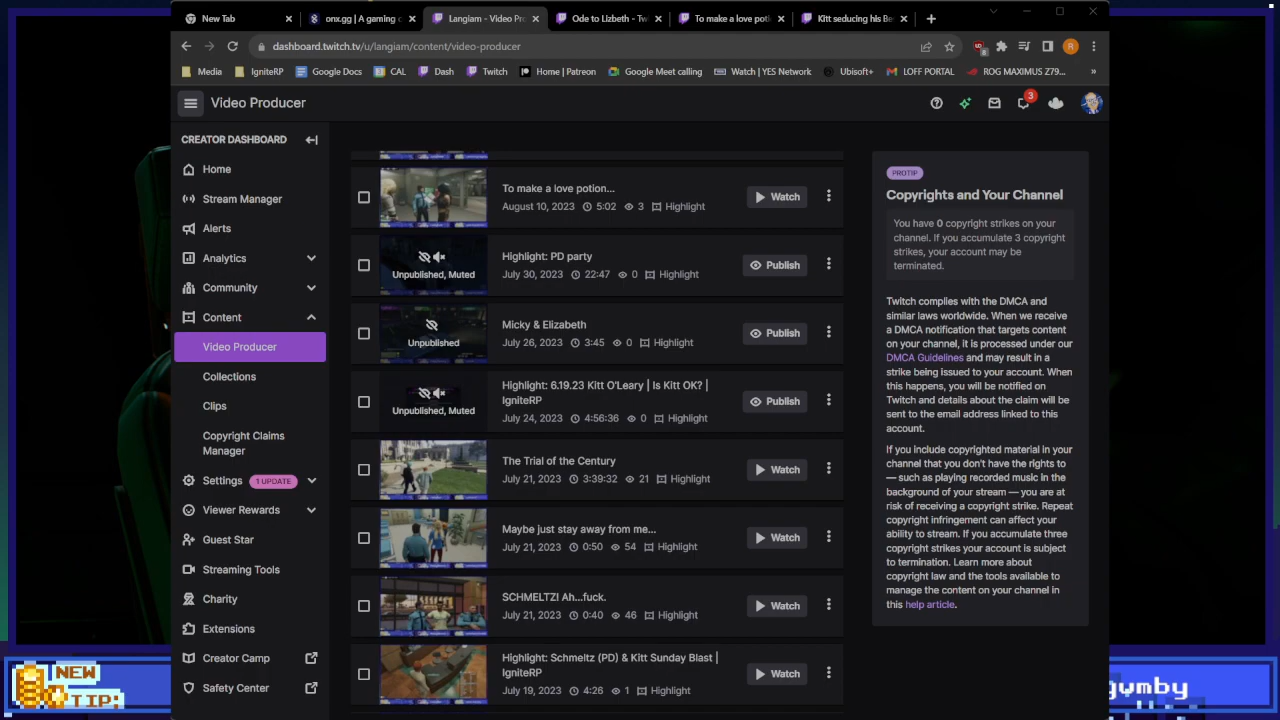 New Tab
onx.gg | A gaming c
Langiam - Video Pro
Ode to Lizbeth - Tw
To make a love poti
Kitt seducing his Be
dashboard.twitch.tv/u/langiam/content/video-producer
Media
IgniteRP
Google Docs
CAL
Dash
Twitch
Home | Patreon
Google Meet calling
Watch | YES Network
Ubisoft+
LOFF PORTAL
ROG MAXIMUS Z79...
Video Producer
3
CREATOR DASHBOARD
Home
Stream Manager
Alerts
Analytics
Community
Content
Video Producer
Collections
Clips
Copyright Claims
Manager
Settings 1 UPDATE
Viewer Rewards
Guest Star
Streaming Tools
Charity
Extensions
Creator Camp
Safety Center
To make a love potion...
August 10, 2023 5:02 3 Highlight
Watch
Unpublished, Muted
Highlight: PD party
July 30, 2023 22:47 0 Highlight
Publish
Unpublished
Micky & Elizabeth
July 26, 2023 3:45 0 Highlight
Publish
Unpublished, Muted
Highlight: 6.19.23 Kitt O'Leary | Is Kitt OK? |
IgniteRP
July 24, 2023 4:56:36 0 Highlight
Publish
The Trial of the Century
July 21, 2023 3:39:32 21 Highlight
Watch
Maybe just stay away from me...
July 21, 2023 0:50 54 Highlight
Watch
SCHMELTZ! Ah...fuck.
July 21, 2023 0:40 46 Highlight
Watch
Highlight: Schmeltz (PD) & Kitt Sunday Blast |
IgniteRP
July 19, 2023 4:26 1 Highlight
Watch
PROTIP
Copyrights and Your Channel
You have 0 copyright strikes on your
channel. If you accumulate 3 copyright
strikes, your account may be
terminated.
Twitch complies with the DMCA and
similar laws worldwide. When we receive
a DMCA notification that targets content
on your channel, it is processed under our
DMCA Guidelines and may result in a
strike being issued to your account. When
this happens, you will be notified on
Twitch and details about the claim will be
sent to the email address linked to this
account.
If you include copyrighted material in your
channel that you don't have the rights to
— such as playing recorded music in the
background of your stream — you are at
risk of receiving a copyright strike. Repeat
copyright infringement can affect your
ability to stream. If you accumulate three
copyright strikes your account is subject
to termination. Learn more about
copyright law and the tools available to
manage the content on your channel in
this help article.
NEW
TIP:
gvmby